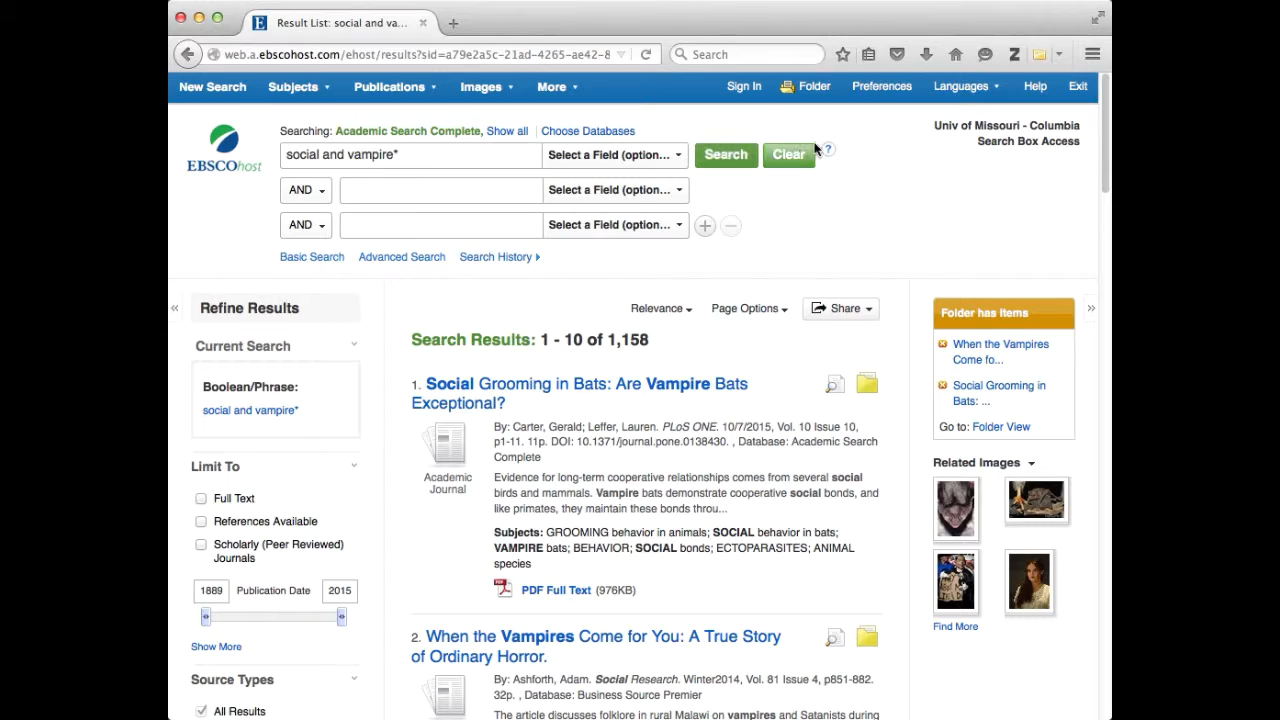 Result List: social and va...
web.a.ebscohost.com/ehost/results?sid=a79e2a5c-21ad-4265-ae42-8
Search
New Search Subjects Publications Images More Sign In Folder Preferences Languages Help Exit
EBSCOhost
Searching: Academic Search Complete, Show all Choose Databases
social and vampire* Select a Field (option... Search Clear ?
AND Select a Field (option...
AND Select a Field (option...
Basic Search Advanced Search Search History
Univ of Missouri - Columbia
Search Box Access
Refine Results
Current Search
Boolean/Phrase:
social and vampire*
Limit To
Full Text
References Available
Scholarly (Peer Reviewed)
Journals
1889 Publication Date 2015
Show More
Source Types
All Results
Relevance Page Options Share
Search Results: 1 - 10 of 1,158
1. Social Grooming in Bats: Are Vampire Bats
Exceptional?
Academic
Journal
By: Carter, Gerald; Leffer, Lauren. PLoS ONE. 10/7/2015, Vol. 10 Issue 10,
p1-11. 11p. DOI: 10.1371/journal.pone.0138430. , Database: Academic Search
Complete
Evidence for long-term cooperative relationships comes from several social
birds and mammals. Vampire bats demonstrate cooperative social bonds, and
like primates, they maintain these bonds throu...
Subjects: GROOMING behavior in animals; SOCIAL behavior in bats;
VAMPIRE bats; BEHAVIOR; SOCIAL bonds; ECTOPARASITES; ANIMAL
species
PDF Full Text (976KB)
2. When the Vampires Come for You: A True Story
of Ordinary Horror.
By: Ashforth, Adam. Social Research. Winter2014, Vol. 81 Issue 4, p851-882.
32p. , Database: Business Source Premier
The article discusses folklore in rural Malawi on vampires and Satanists during
Folder has items
When the Vampires
Come fo...
Social Grooming in
Bats: ...
Go to: Folder View
Related Images
Find More